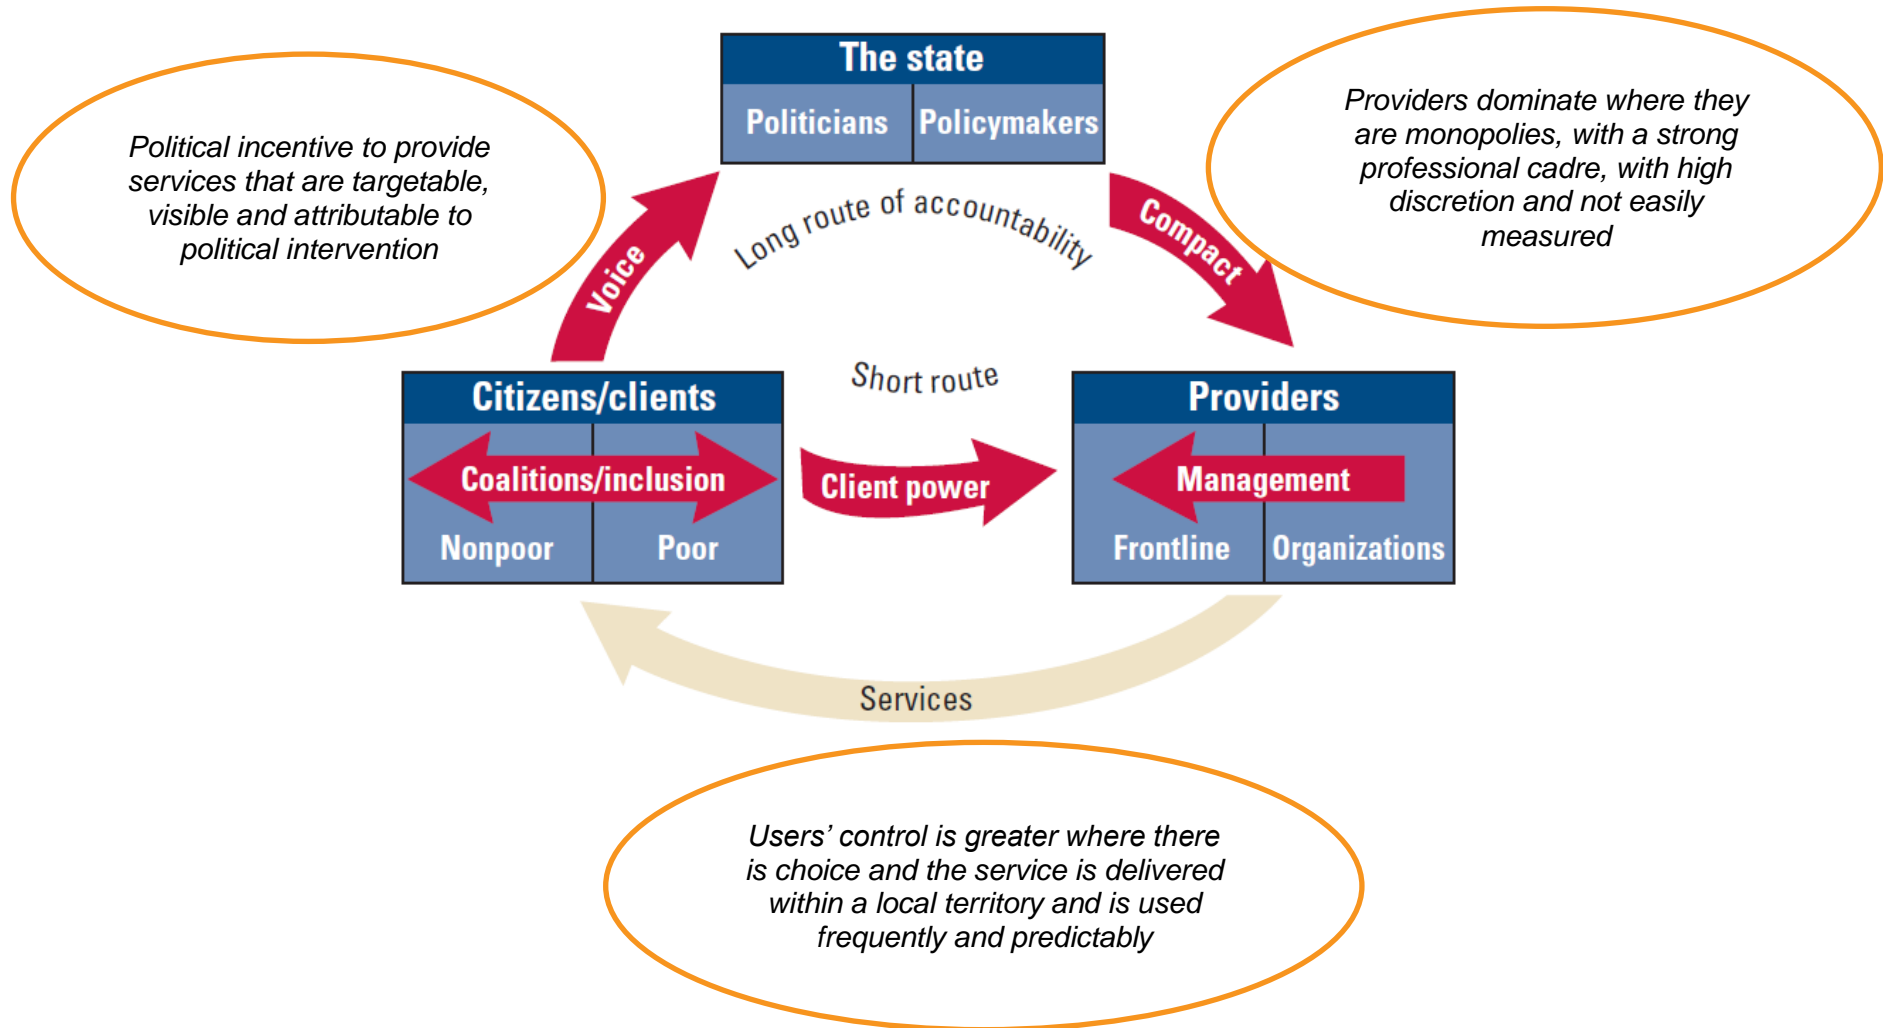 The state
Politicians
Policymakers
Political incentive to provide
services that are targetable,
visible and attributable to
political intervention
Providers dominate where they
are monopolies, with a strong
professional cadre, with high
discretion and not easily
measured
Long route of accountability
Voice
Compact
Short route
Citizens/clients
Coalitions/inclusion
Nonpoor
Poor
Client power
Providers
Management
Frontline
Organizations
Services
Users’ control is greater where there
is choice and the service is delivered
within a local territory and is used
frequently and predictably